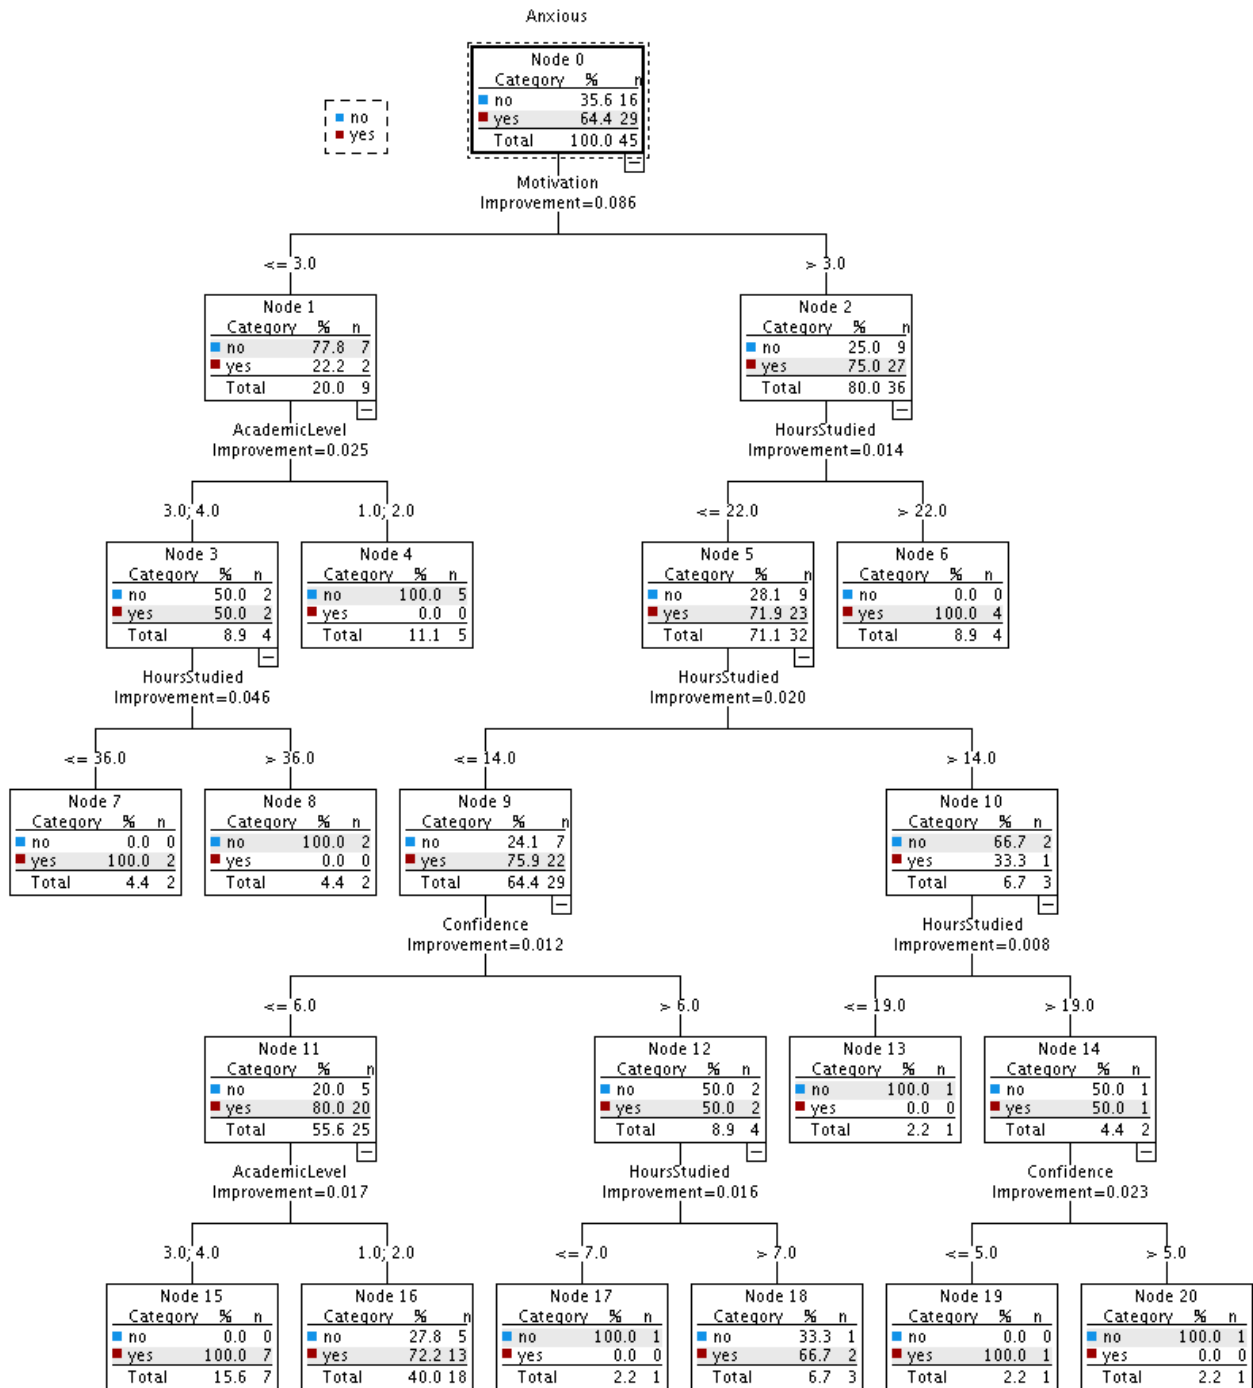 Anxious
no
yes
Node 0
Category % n
no 35.6 16
yes 64.4 29
Total 100.0 45
Motivation
Improvement=0.086
<= 3.0
> 3.0
Node 1
Category % n
no 77.8 7
yes 22.2 2
Total 20.0 9
AcademicLevel
Improvement=0.025
Node 2
Category % n
no 25.0 9
yes 75.0 27
Total 80.0 36
HoursStudied
Improvement=0.014
3.0; 4.0
1.0; 2.0
<= 22.0
> 22.0
Node 3
Category % n
no 50.0 2
yes 50.0 2
Total 8.9 4
HoursStudied
Improvement=0.046
Node 4
Category % n
no 100.0 5
yes 0.0 0
Total 11.1 5
Node 5
Category % n
no 28.1 9
yes 71.9 23
Total 71.1 32
HoursStudied
Improvement=0.020
Node 6
Category % n
no 0.0 0
yes 100.0 4
Total 8.9 4
<= 36.0
> 36.0
<= 14.0
> 14.0
Node 7
Category % n
no 0.0 0
yes 100.0 2
Total 4.4 2
Node 8
Category % n
no 100.0 2
yes 0.0 0
Total 4.4 2
Node 9
Category % n
no 24.1 7
yes 75.9 22
Total 64.4 29
Confidence
Improvement=0.012
Node 10
Category % n
no 66.7 2
yes 33.3 1
Total 6.7 3
HoursStudied
Improvement=0.008
<= 6.0
> 6.0
<= 19.0
> 19.0
Node 11
Category % n
no 20.0 5
yes 80.0 20
Total 55.6 25
AcademicLevel
Improvement=0.017
Node 12
Category % n
no 50.0 2
yes 50.0 2
Total 8.9 4
HoursStudied
Improvement=0.016
Node 13
Category % n
no 100.0 1
yes 0.0 0
Total 2.2 1
Node 14
Category % n
no 50.0 1
yes 50.0 1
Total 4.4 2
Confidence
Improvement=0.023
3.0; 4.0
1.0; 2.0
<= 7.0
> 7.0
<= 5.0
> 5.0
Node 15
Category % n
no 0.0 0
yes 100.0 7
Total 15.6 7
Node 16
Category % n
no 27.8 5
yes 72.2 13
Total 40.0 18
Node 17
Category % n
no 100.0 1
yes 0.0 0
Total 2.2 1
Node 18
Category % n
no 33.3 1
yes 66.7 2
Total 6.7 3
Node 19
Category % n
no 0.0 0
yes 100.0 1
Total 2.2 1
Node 20
Category % n
no 100.0 1
yes 0.0 0
Total 2.2 1